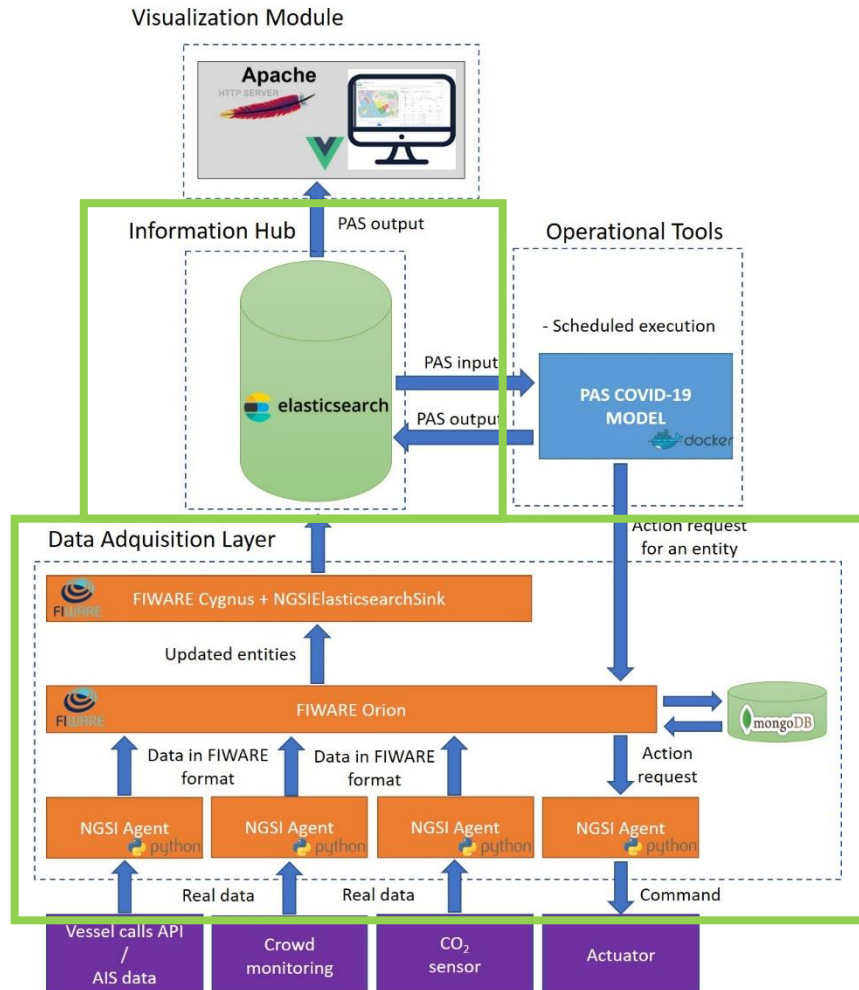 Visualization Module
Apache
HTTP SERVER
PAS output
Information Hub
Operational Tools
- Scheduled execution
PAS input
elasticsearch
PAS COVID-19
MODEL
docker
PAS output
Action request
for an entity
Data Adquisition Layer
FIWARE
FIWARE Cygnus + NGSIElasticsearchSink
Updated entities
FIWARE
FIWARE Orion
mongoDB
Data in FIWARE
format
Data in FIWARE
format
Action
request
NGSI Agent
python
NGSI Agent
python
NGSI Agent
python
NGSI Agent
python
Real data
Real data
Command
Vessel calls API
/
AIS data
Crowd
monitoring
CO2
sensor
Actuator